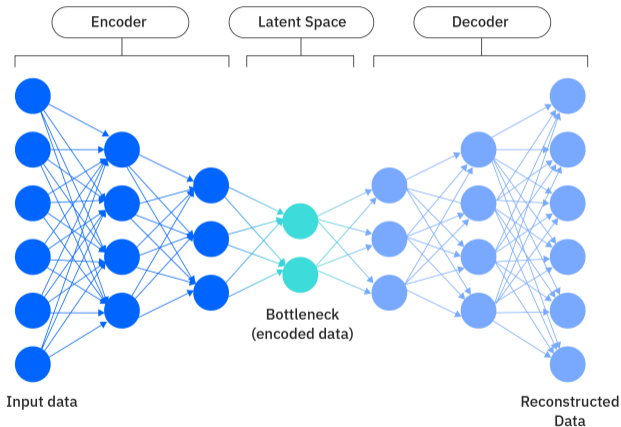 Encoder
Latent Space
Decoder
Bottleneck
(encoded data)
Input data
Reconstructed
Data